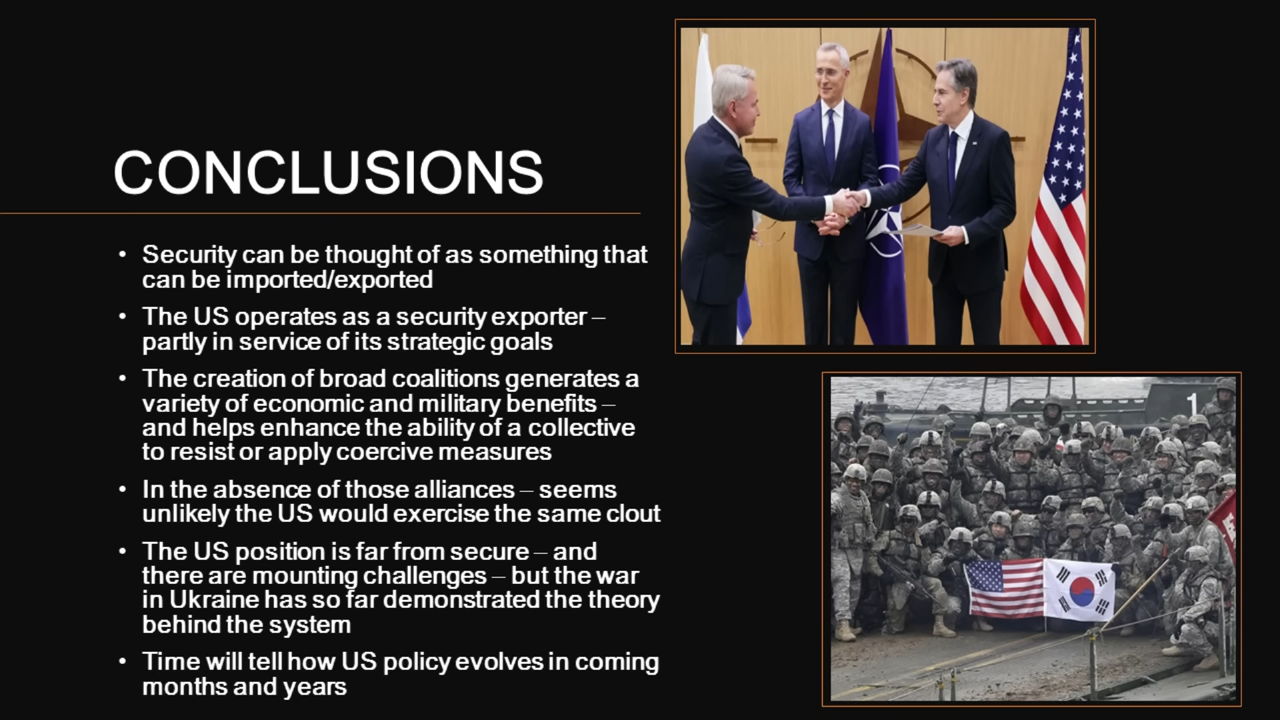 CONCLUSIONS
• Security can be thought of as something that
can be imported/exported
• The US operates as a security exporter –
partly in service of its strategic goals
• The creation of broad coalitions generates a
variety of economic and military benefits –
and helps enhance the ability of a collective
to resist or apply coercive measures
• In the absence of those alliances – seems
unlikely the US would exercise the same clout
• The US position is far from secure – and
there are mounting challenges – but the war
in Ukraine has so far demonstrated the theory
behind the system
• Time will tell how US policy evolves in coming
months and years
1